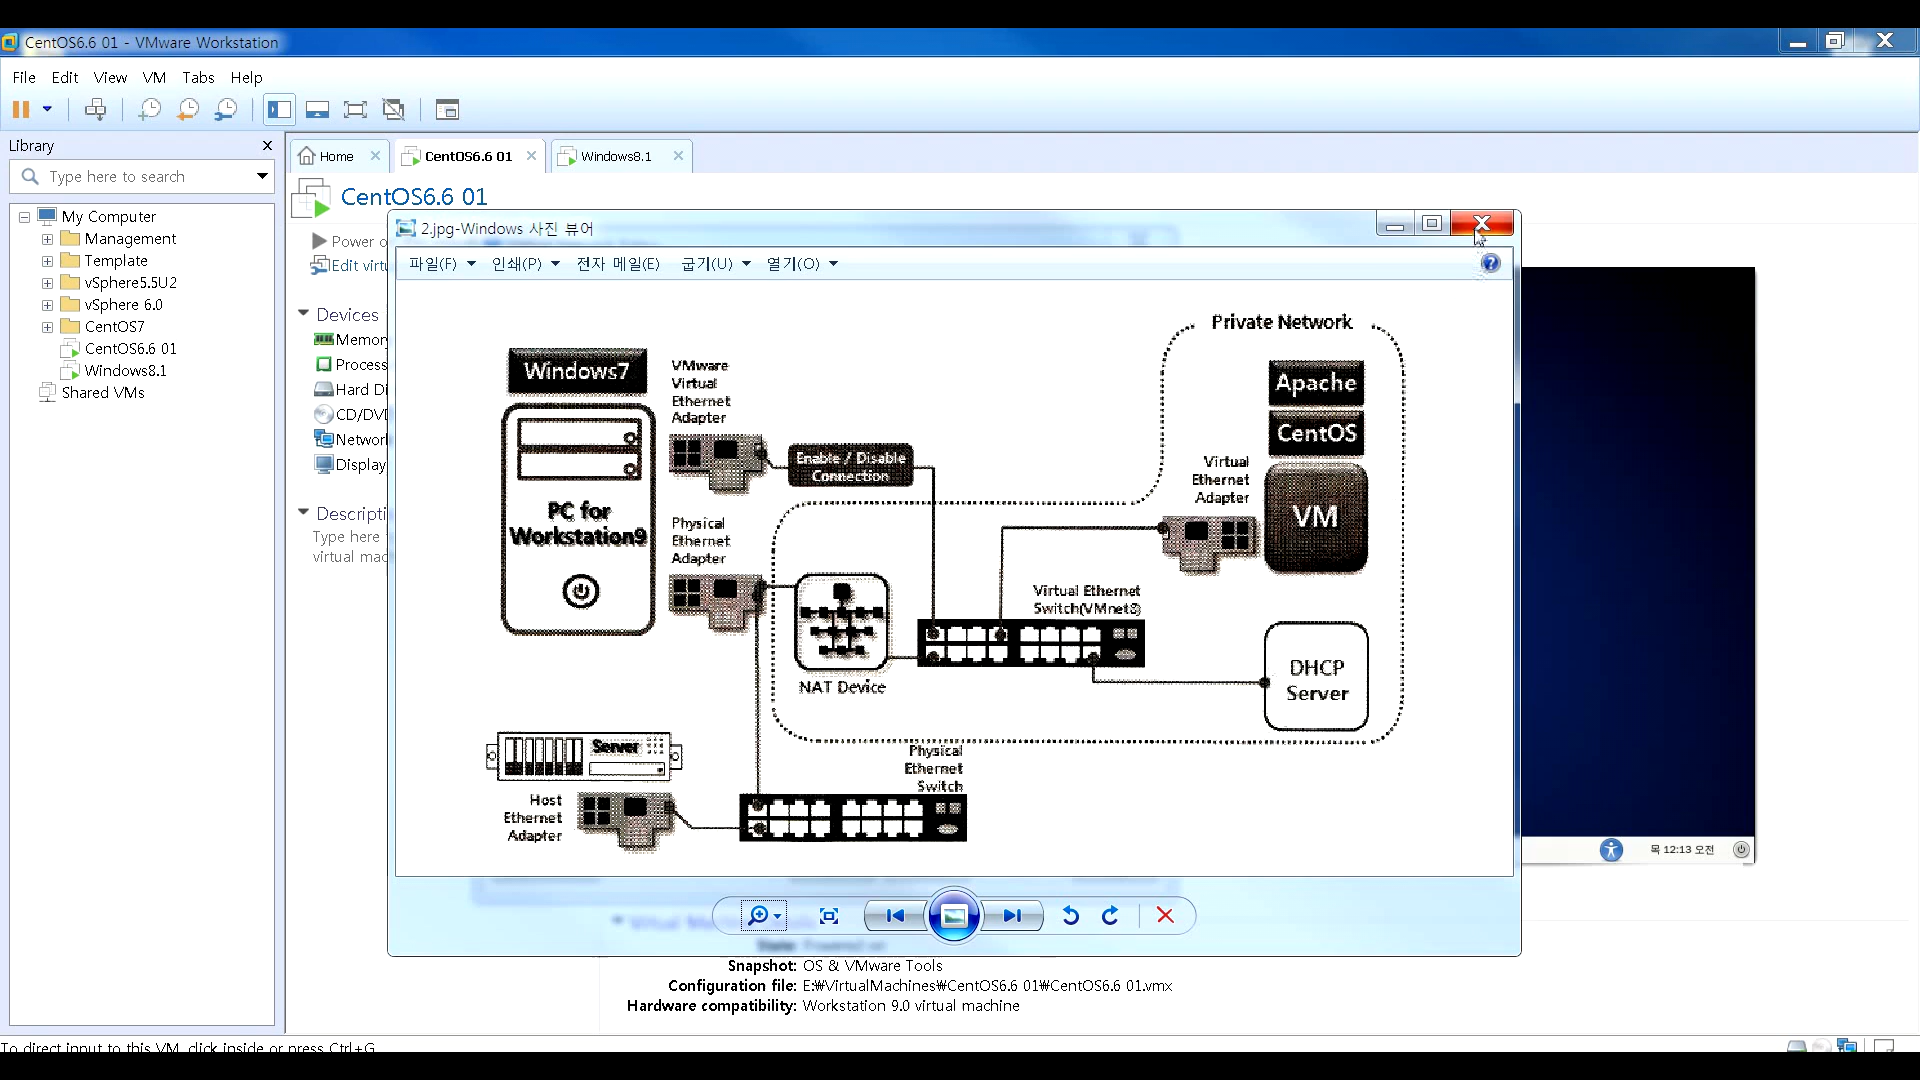 CentOS6.6 01 - VMware Workstation
File Edit View VM Tabs Help
Library
Type here to search
My Computer
Management
Template
vSphere5.5U2
vSphere 6.0
CentOS7
CentOS6.6 01
Windows8.1
Shared VMs
Home
CentOS6.6 01
Windows8.1
CentOS6.6 01
Power o
Edit virtu
Devices
Memor
Process
Hard Di
CD/DVD
Network
Display
Descripti
Type here
virtual mac
2.jpg-Windows 사진 뷰어
파일(F) 인쇄(P) 전자 메일(E) 굽기(U) 열기(O)
Windows7
PC for
Workstation9
VMware
Virtual
Ethernet
Adapter
Enable / Disable
Connection
Physical
Ethernet
Adapter
NAT Device
Private Network
Apache
CentOS
VM
Virtual
Ethernet
Adapter
Virtual Ethernet
Switch(VMnet8)
DHCP
Server
Server
Host
Ethernet
Adapter
Physical
Ethernet
Switch
목 12:13 오전
Snapshot: OS & VMware Tools
Configuration file: E:₩VirtualMachines₩CentOS6.6 01₩CentOS6.6 01.vmx
Hardware compatibility: Workstation 9.0 virtual machine
To direct input to this VM, click inside or press Ctrl+G.